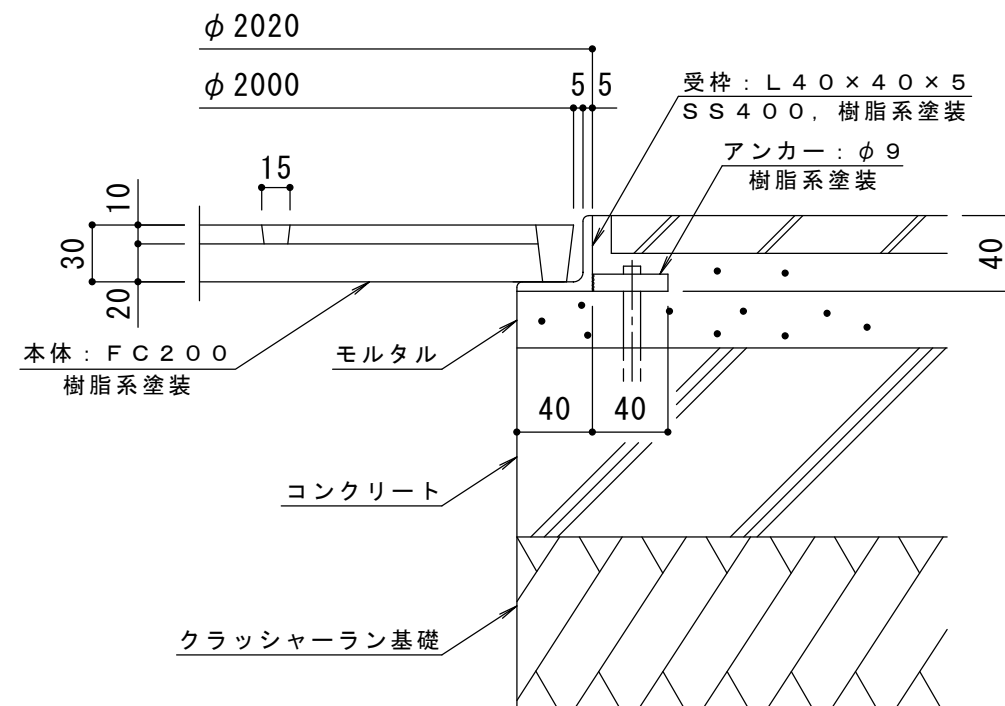 φ2020
φ2000
5 5
受枠：L40×40×5
SS400，樹脂系塗装
アンカー：φ9
樹脂系塗装
15
10
30
20
40
本体：FC200
樹脂系塗装
モルタル
40 40
コンクリート
クラッシャーラン基礎